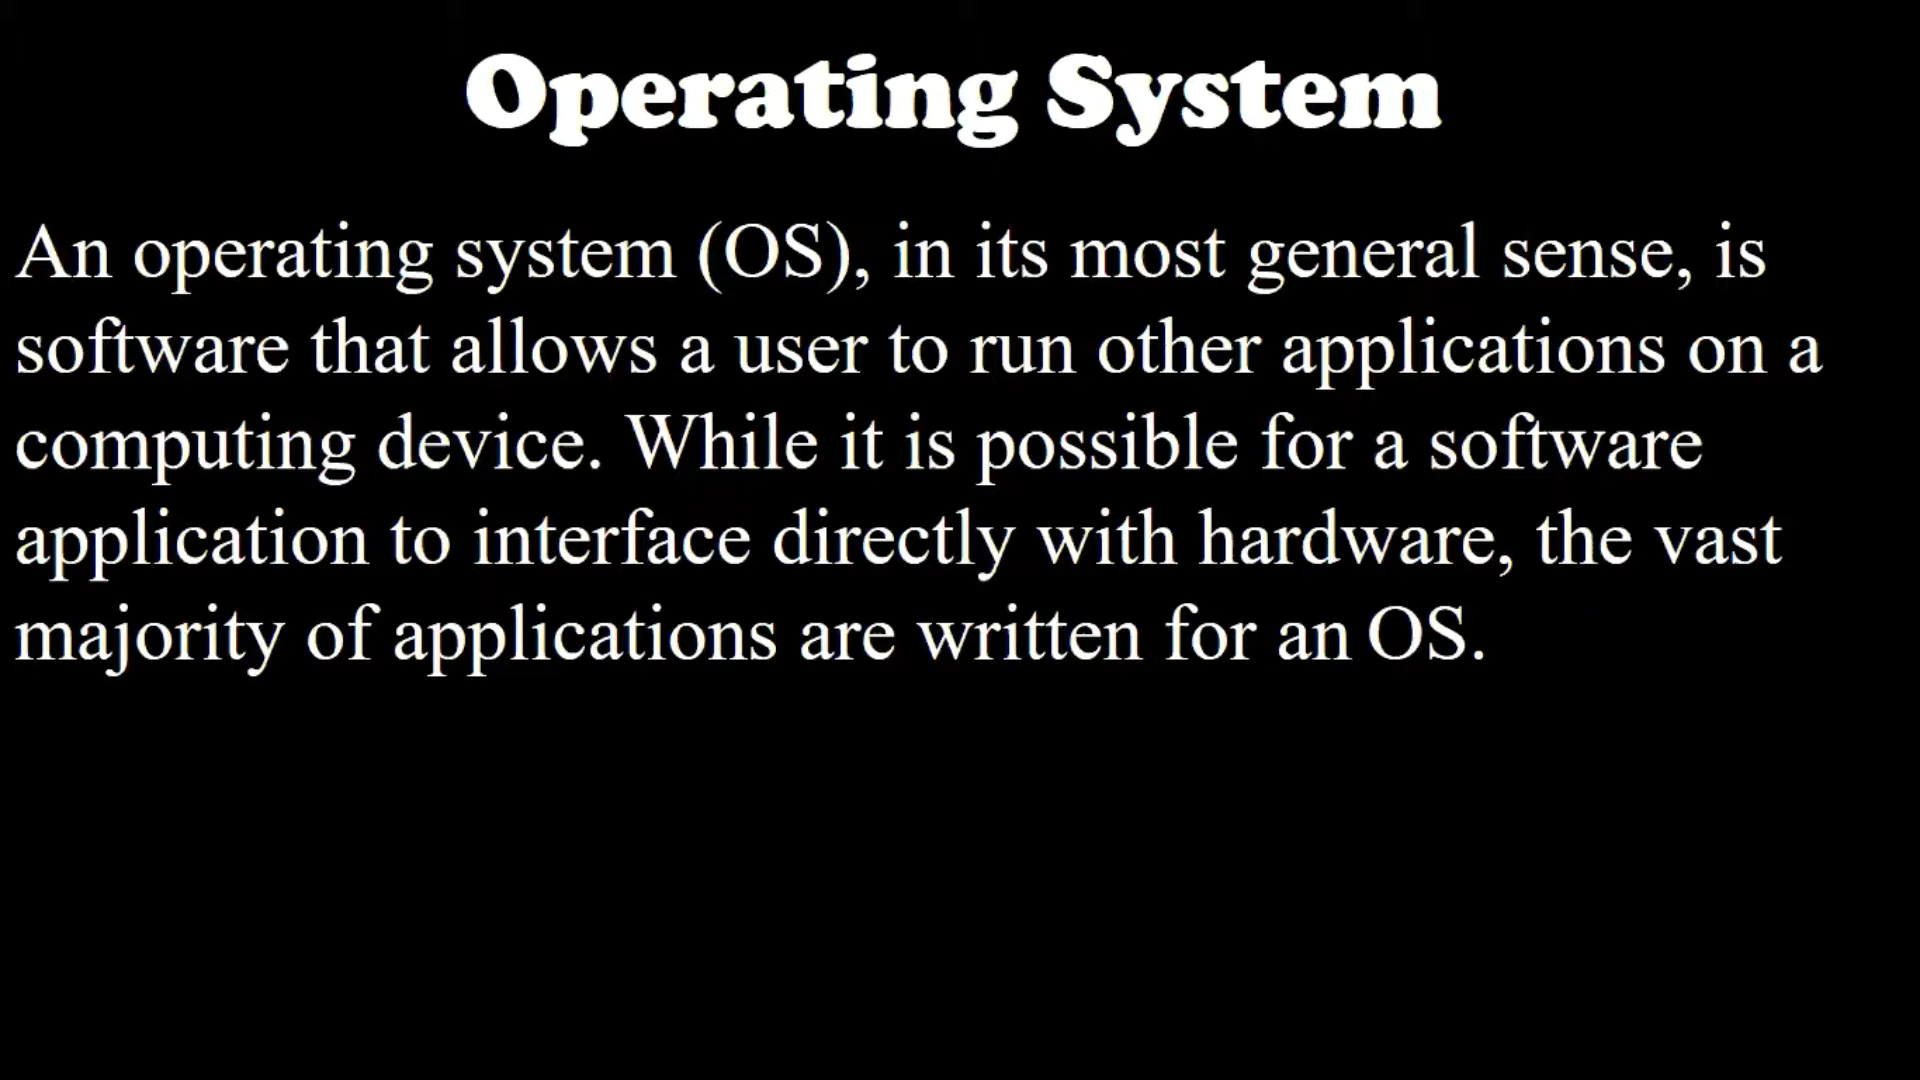 Operating System
An operating system (OS), in its most general sense, is
software that allows a user to run other applications on a
computing device. While it is possible for a software
application to interface directly with hardware, the vast
majority of applications are written for an OS.